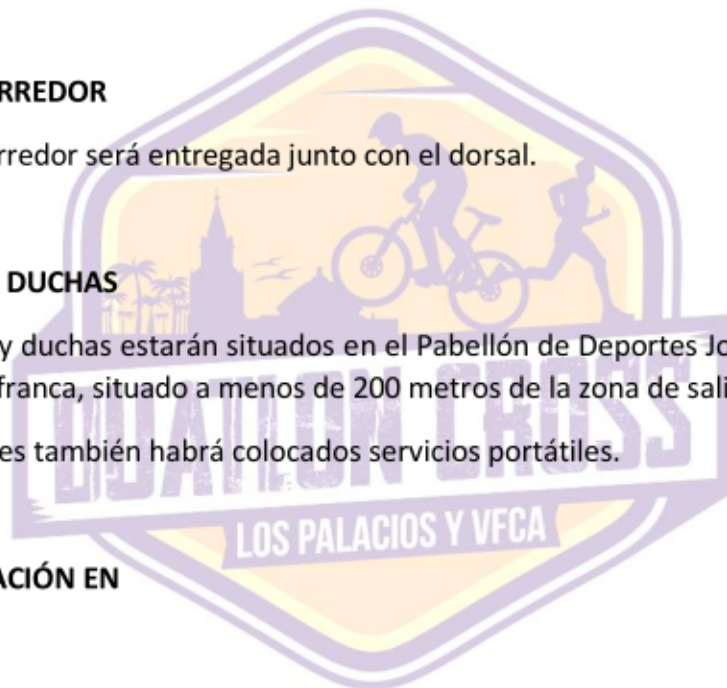 RREDOR
rredor será entregada junto con el dorsal.
DUCHAS
y duchas estarán situados en el Pabellón de Deportes Jo
franca, situado a menos de 200 metros de la zona de sali
es también habrá colocados servicios portátiles.
DUATLON CROSS
LOS PALACIOS Y VFCA
ACIÓN EN